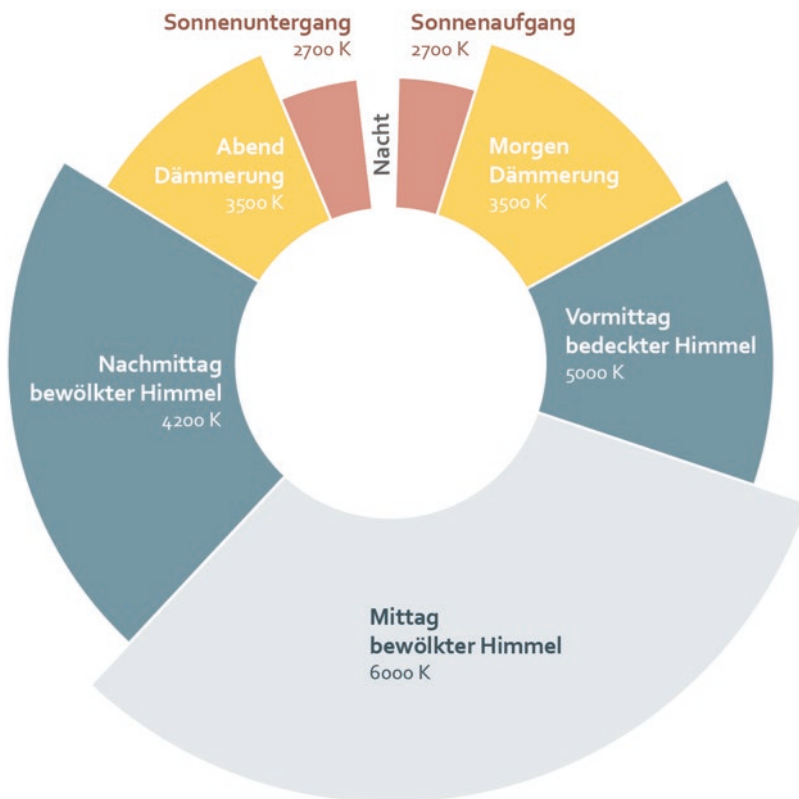 Sonnenuntergang
2700 K
Sonnenaufgang
2700 K
Nacht
Abend
Dämmerung
3500 K
Morgen
Dämmerung
3500 K
Vormittag
bedeckter Himmel
5000 K
Nachmittag
bewölkter Himmel
4200 K
Mittag
bewölkter Himmel
6000 K